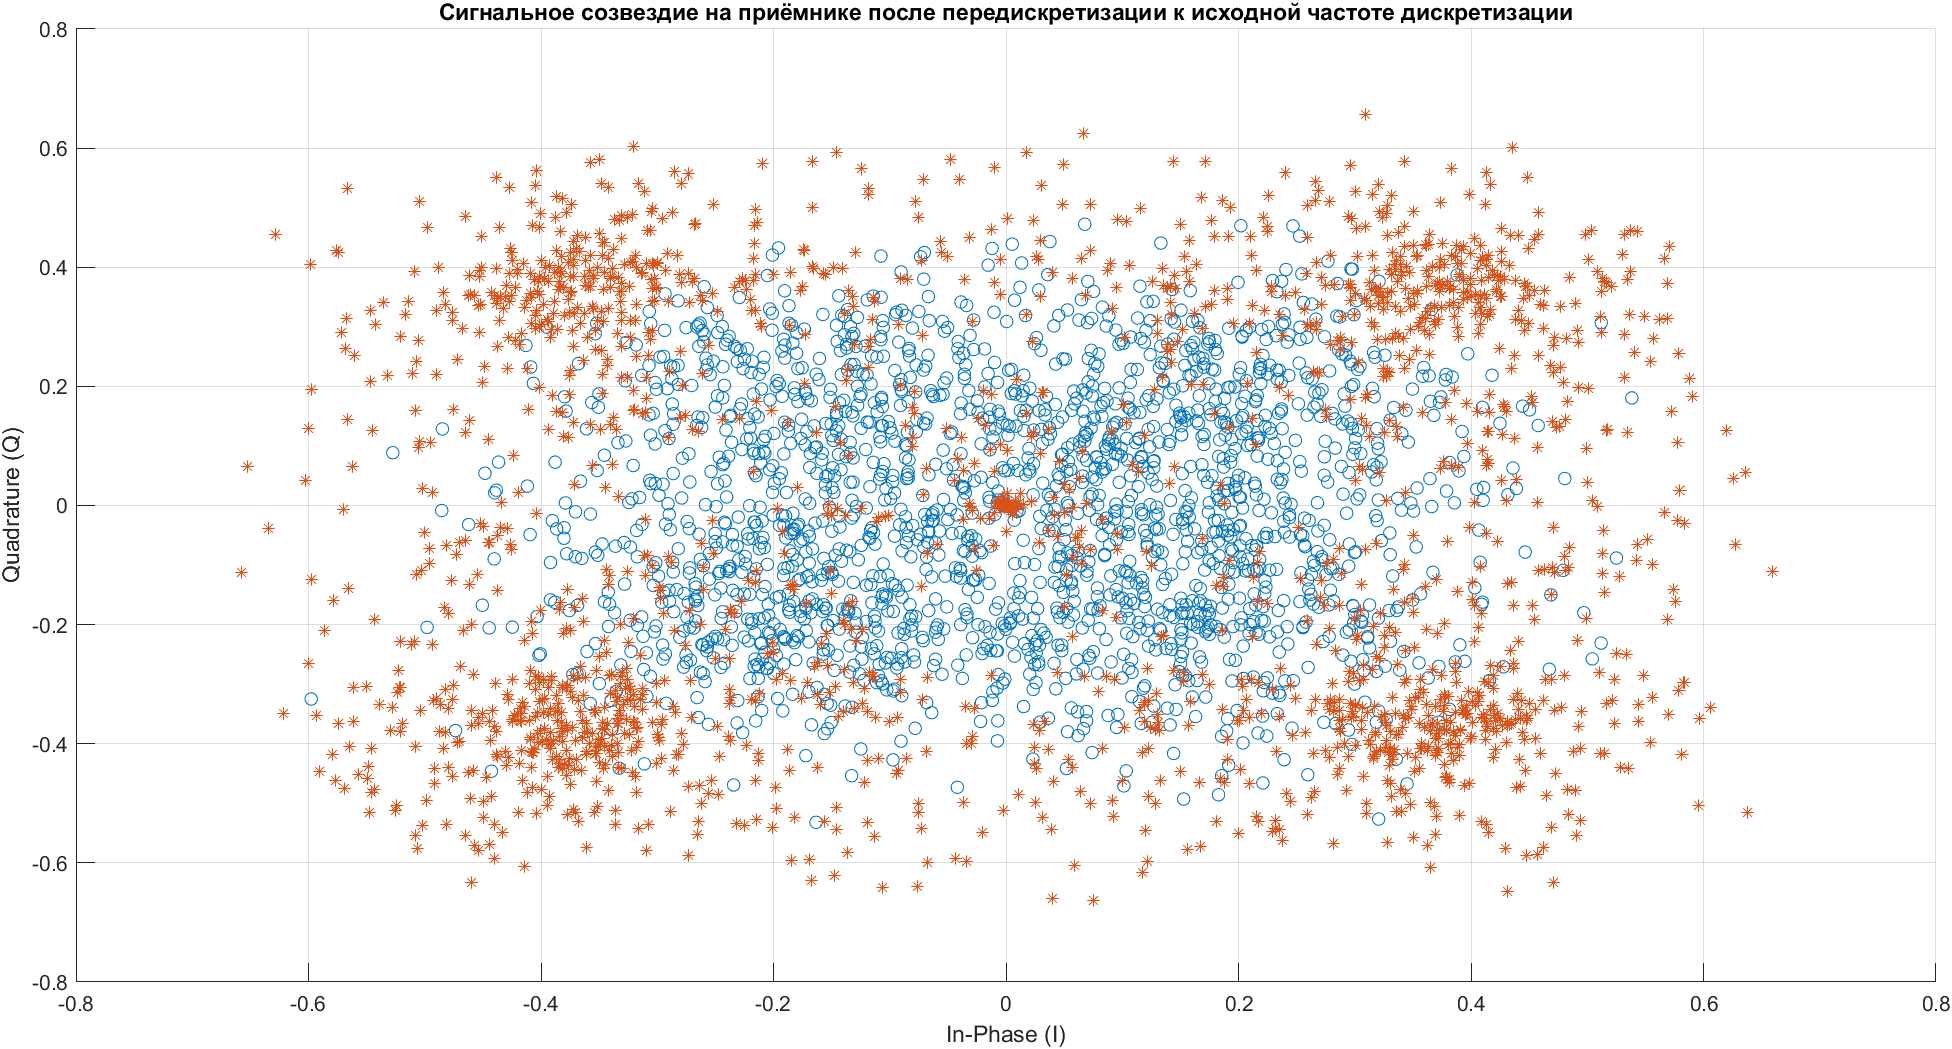 Сигнальное созвездие на приёмнике после передискретизации к исходной частоте дискретизации
0.8
0.6
0.4
0.2
0
-0.2
-0.4
-0.6
-0.8
Quadrature (Q)
-0.8 -0.6 -0.4 -0.2 0 0.2 0.4 0.6 0.8
In-Phase (I)